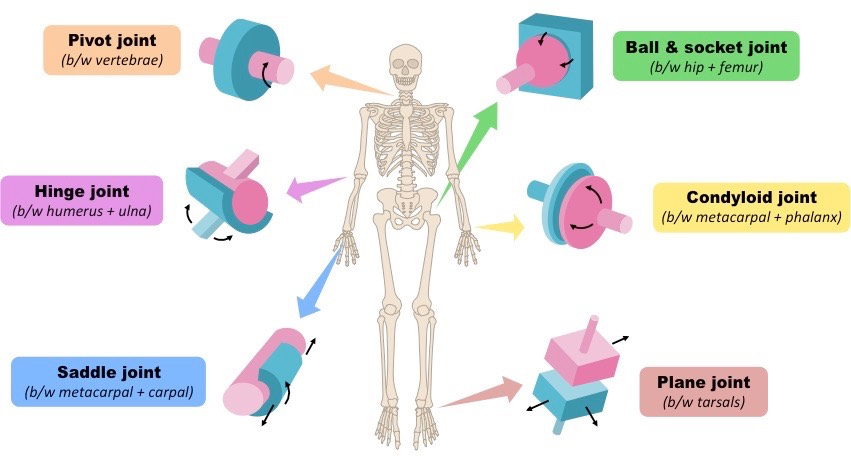 Pivot joint
(b/w vertebrae)
Ball & socket joint
(b/w hip + femur)
Hinge joint
(b/w humerus + ulna)
Condyloid joint
(b/w metacarpal + phalanx)
Saddle joint
(b/w metacarpal + carpal)
Plane joint
(b/w tarsals)